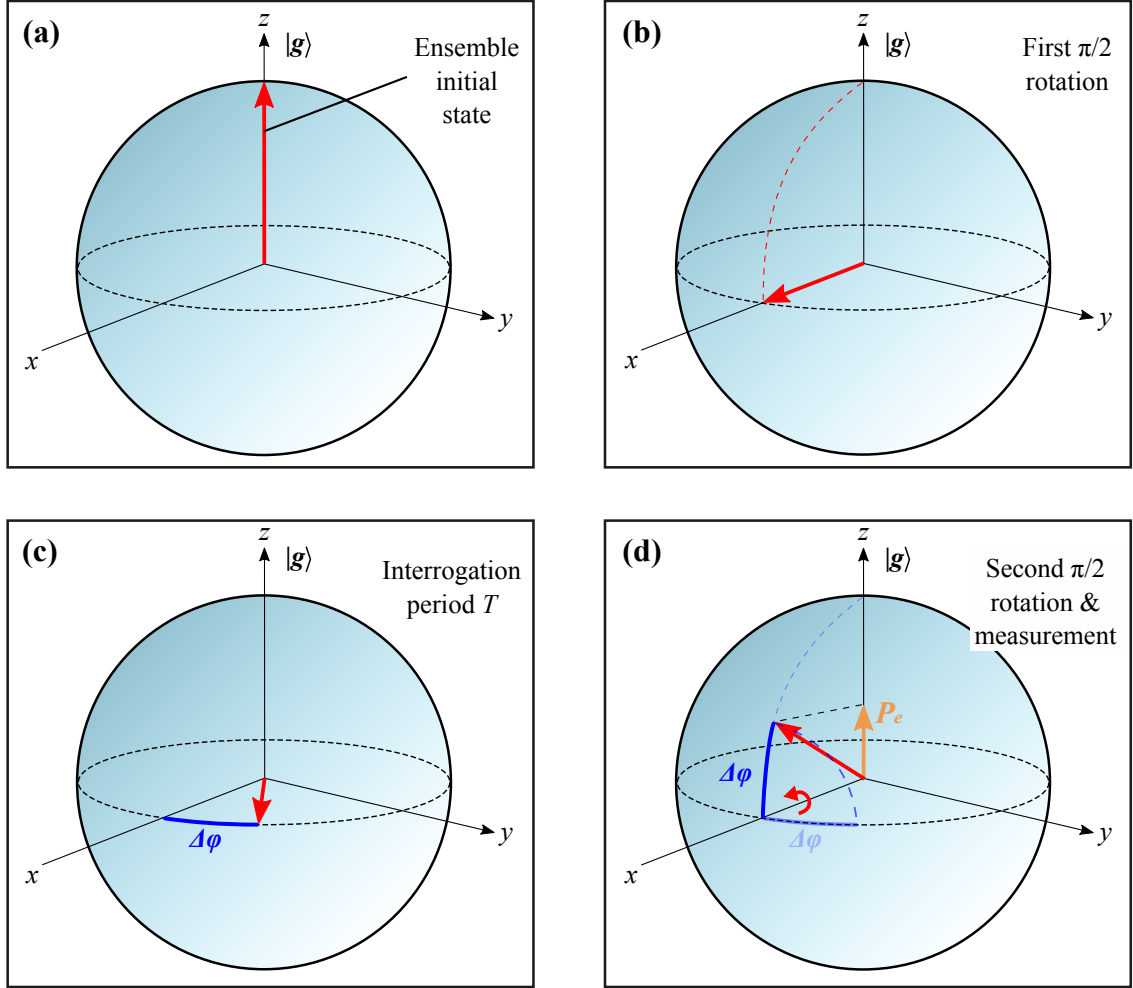 (a)
z
|g⟩
Ensemble
initial
state
x
y
(b)
z
|g⟩
First π/2
rotation
x
y
(c)
z
|g⟩
Interrogation
period T
Δφ
x
y
(d)
z
|g⟩
Second π/2
rotation &
measurement
Pₑ
Δφ
Δφ
x
y